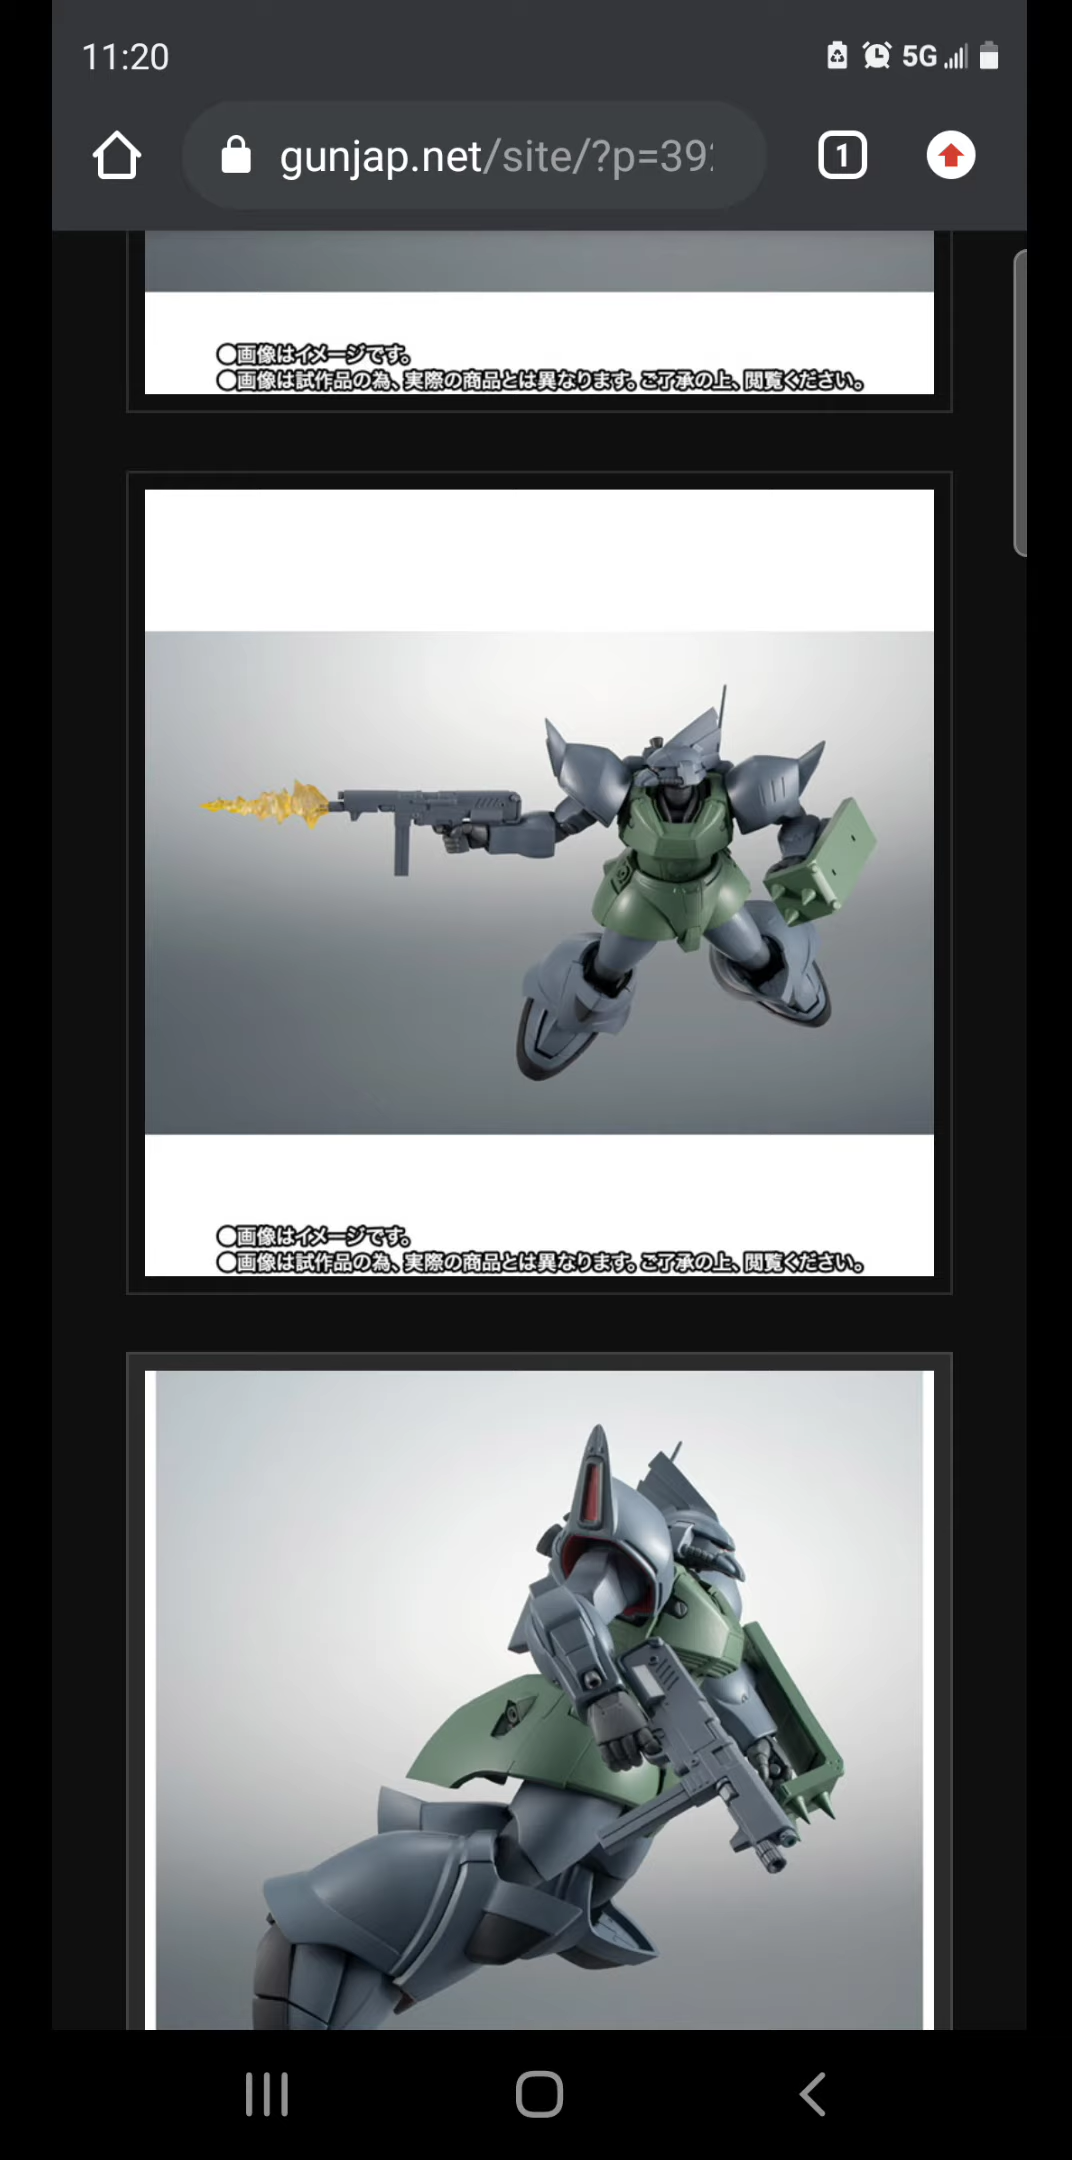 11:20
5G
gunjap.net/site/?p=39
1
○画像はイメージです。
○画像は試作品の為、実際の商品とは異なります。ご了承の上、閲覧ください。
○画像はイメージです。
○画像は試作品の為、実際の商品とは異なります。ご了承の上、閲覧ください。